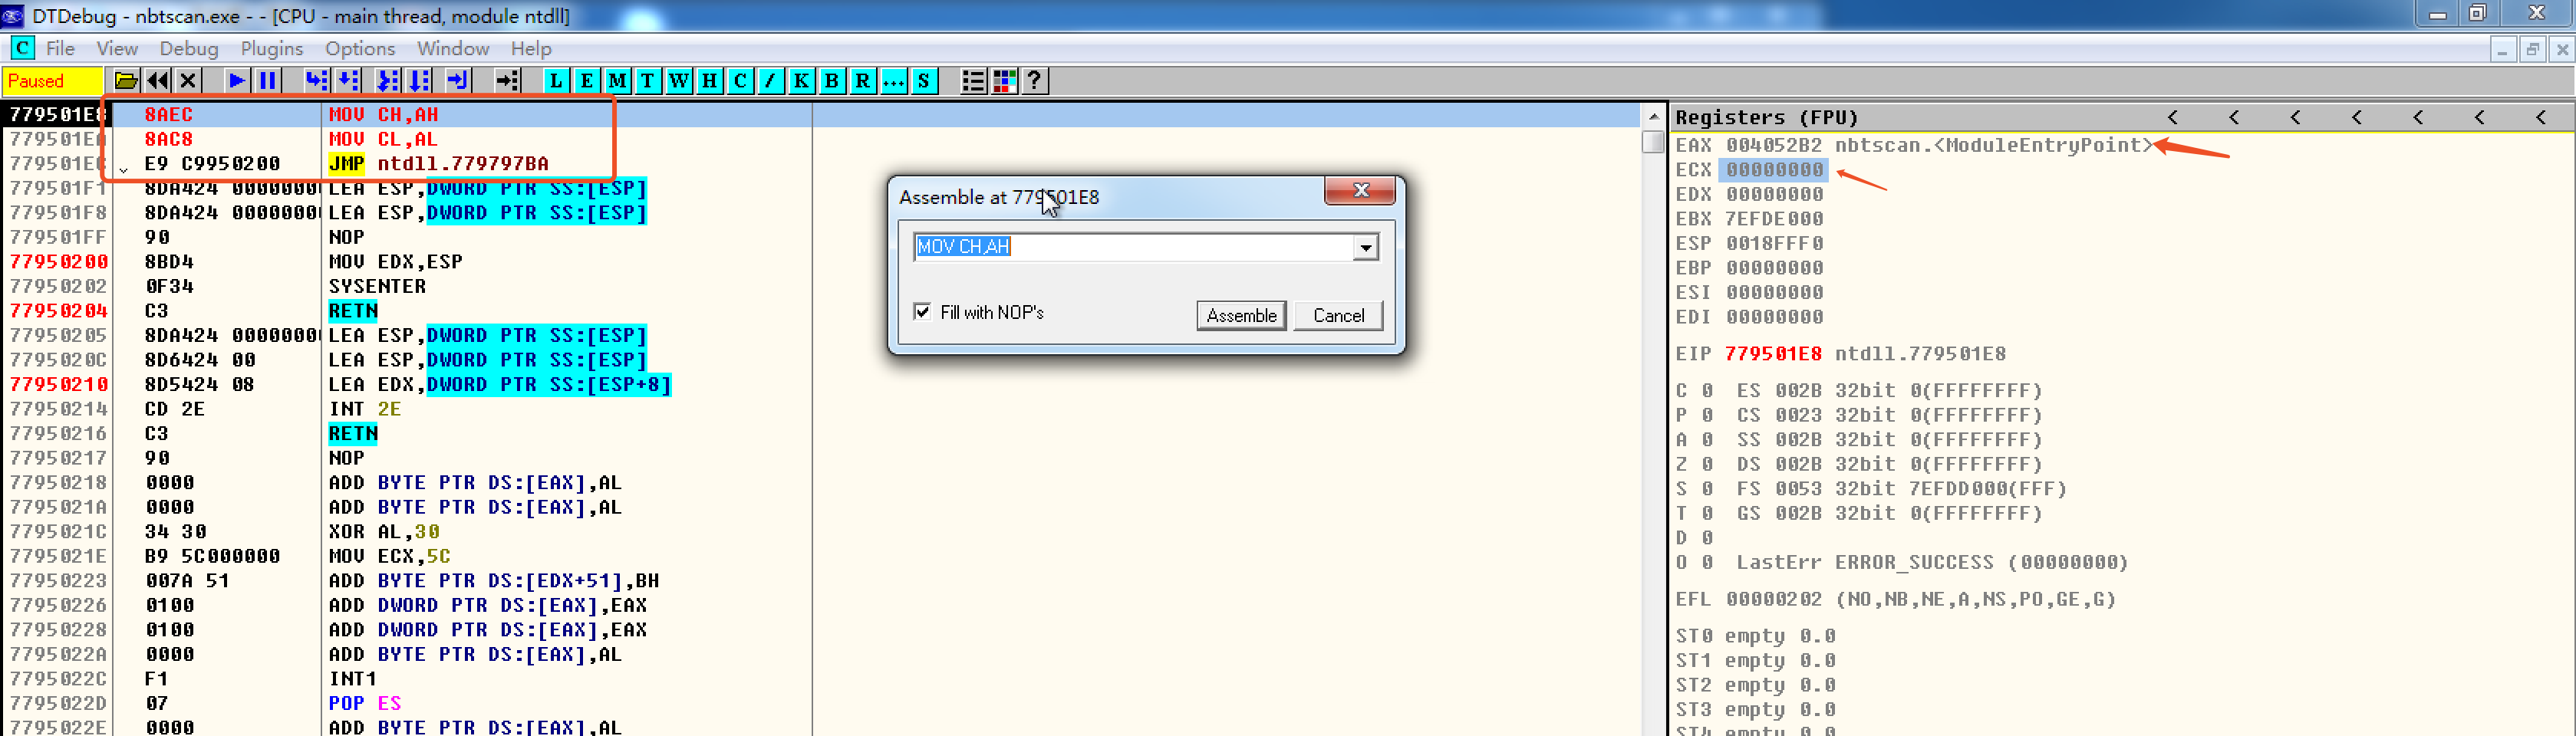 DTDebug - nbtscan.exe - - [CPU - main thread, module ntdll]
C File View Debug Plugins Options Window Help
Paused L E M T W H C / K B R ... S ?
779501E8 8AEC MOV CH,AH
779501EA 8AC8 MOV CL,AL
779501EC E9 C9950200 JMP ntdll.779797BA
779501F1 8DA424 0000000 LEA ESP,DWORD PTR SS:[ESP]
779501F8 8DA424 0000000 LEA ESP,DWORD PTR SS:[ESP]
779501FF 90 NOP
77950200 8BD4 MOV EDX,ESP
77950202 0F34 SYSENTER
77950204 C3 RETN
77950205 8DA424 0000000 LEA ESP,DWORD PTR SS:[ESP]
7795020C 8D6424 00 LEA ESP,DWORD PTR SS:[ESP]
77950210 8D5424 08 LEA EDX,DWORD PTR SS:[ESP+8]
77950214 CD 2E INT 2E
77950216 C3 RETN
77950217 90 NOP
77950218 0000 ADD BYTE PTR DS:[EAX],AL
7795021A 0000 ADD BYTE PTR DS:[EAX],AL
7795021C 34 30 XOR AL,30
7795021E B9 5C000000 MOV ECX,5C
77950223 007A 51 ADD BYTE PTR DS:[EDX+51],BH
77950226 0100 ADD DWORD PTR DS:[EAX],EAX
77950228 0100 ADD DWORD PTR DS:[EAX],EAX
7795022A 0000 ADD BYTE PTR DS:[EAX],AL
7795022C F1 INT1
7795022D 07 POP ES
7795022E 0000 ADD BYTE PTR DS:[EAX],AL
Assemble at 779501E8
MOV CH,AH
Fill with NOP's Assemble Cancel
Registers (FPU) < < < < < < <
EAX 004052B2 nbtscan.<ModuleEntryPoint>
ECX 00000000
EDX 00000000
EBX 7EFDE000
ESP 0018FFF0
EBP 00000000
ESI 00000000
EDI 00000000
EIP 779501E8 ntdll.779501E8
C 0 ES 002B 32bit 0(FFFFFFFF)
P 0 CS 0023 32bit 0(FFFFFFFF)
A 0 SS 002B 32bit 0(FFFFFFFF)
Z 0 DS 002B 32bit 0(FFFFFFFF)
S 0 FS 0053 32bit 7EFDD000(FFF)
T 0 GS 002B 32bit 0(FFFFFFFF)
D 0
O 0 LastErr ERROR_SUCCESS (00000000)
EFL 00000202 (NO,NB,NE,A,NS,PO,GE,G)
ST0 empty 0.0
ST1 empty 0.0
ST2 empty 0.0
ST3 empty 0.0
ST4 empty 0.0